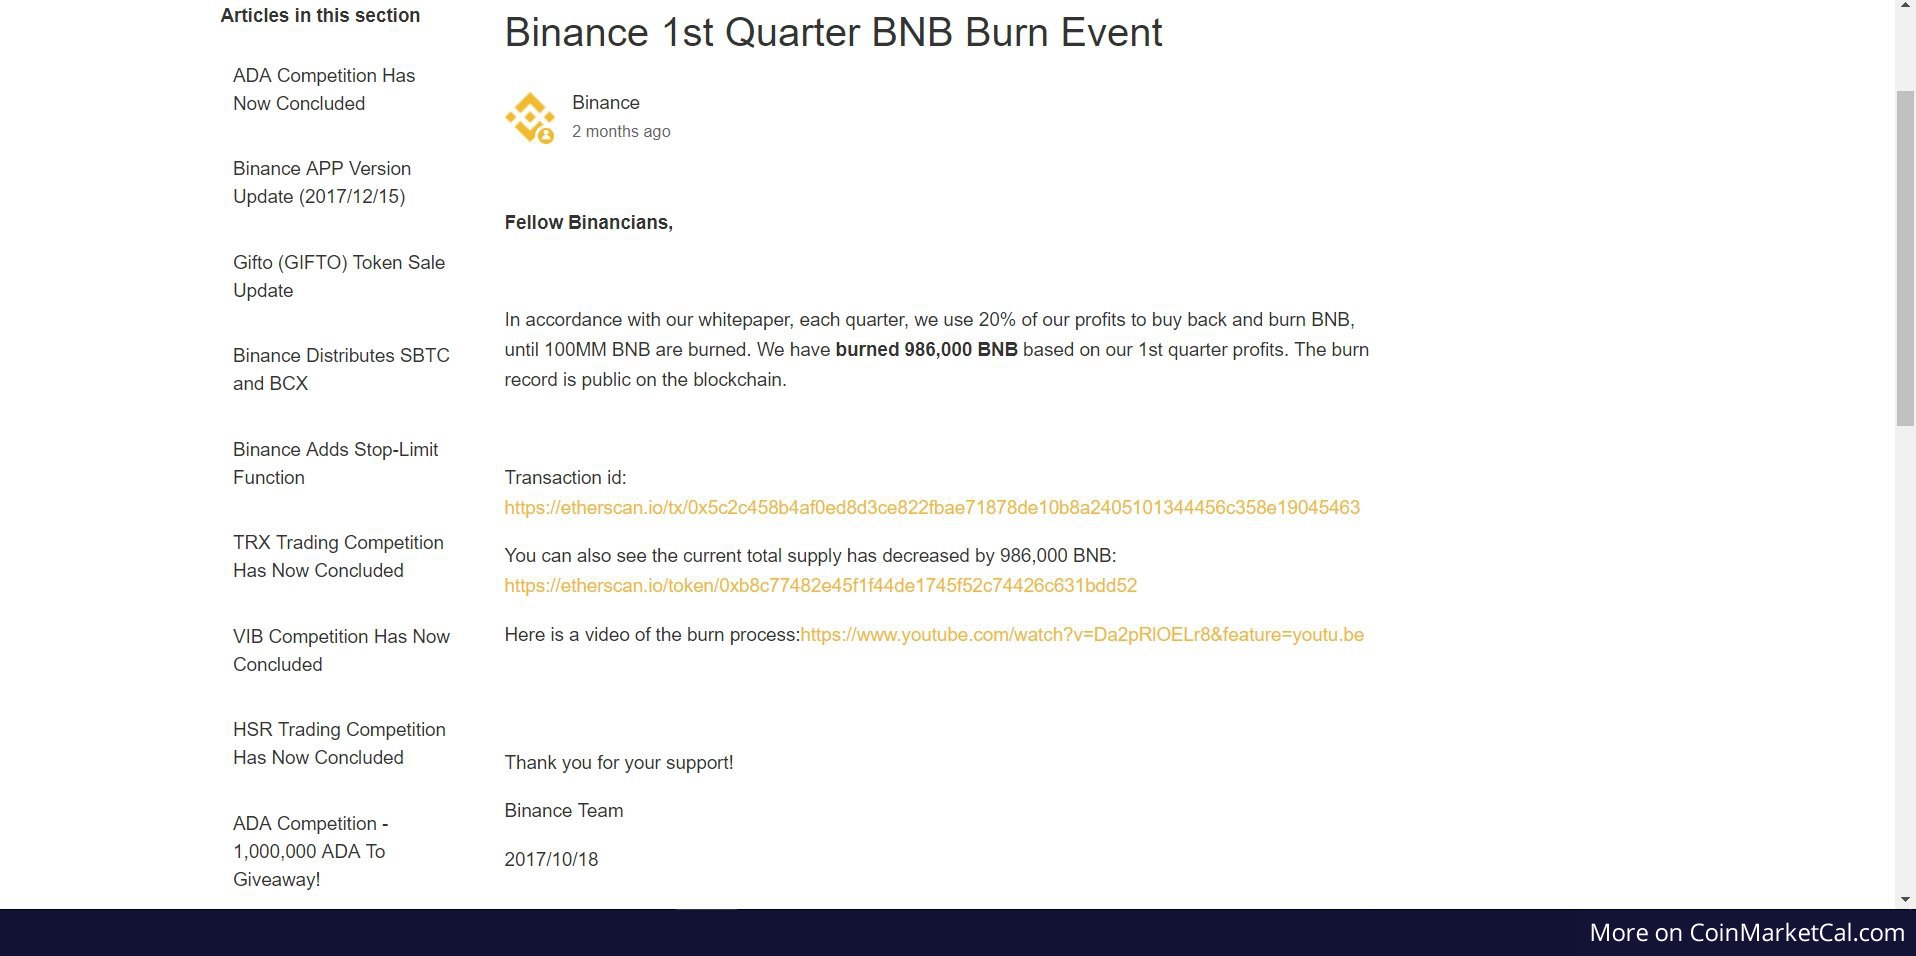 Articles in this section
ADA Competition Has
Now Concluded
Binance APP Version
Update (2017/12/15)
Gifto (GIFTO) Token Sale
Update
Binance Distributes SBTC
and BCX
Binance Adds Stop-Limit
Function
TRX Trading Competition
Has Now Concluded
VIB Competition Has Now
Concluded
HSR Trading Competition
Has Now Concluded
ADA Competition -
1,000,000 ADA To
Giveaway!
Binance 1st Quarter BNB Burn Event
Binance
2 months ago
Fellow Binancians,
In accordance with our whitepaper, each quarter, we use 20% of our profits to buy back and burn BNB,
until 100MM BNB are burned. We have burned 986,000 BNB based on our 1st quarter profits. The burn
record is public on the blockchain.
Transaction id:
https://etherscan.io/tx/0x5c2c458b4af0ed8d3ce822fbae71878de10b8a2405101344456c358e19045463
You can also see the current total supply has decreased by 986,000 BNB:
https://etherscan.io/token/0xb8c77482e45f1f44de1745f52c74426c631bdd52
Here is a video of the burn process:https://www.youtube.com/watch?v=Da2pRlOELr8&feature=youtu.be
Thank you for your support!
Binance Team
2017/10/18
More on CoinMarketCal.com